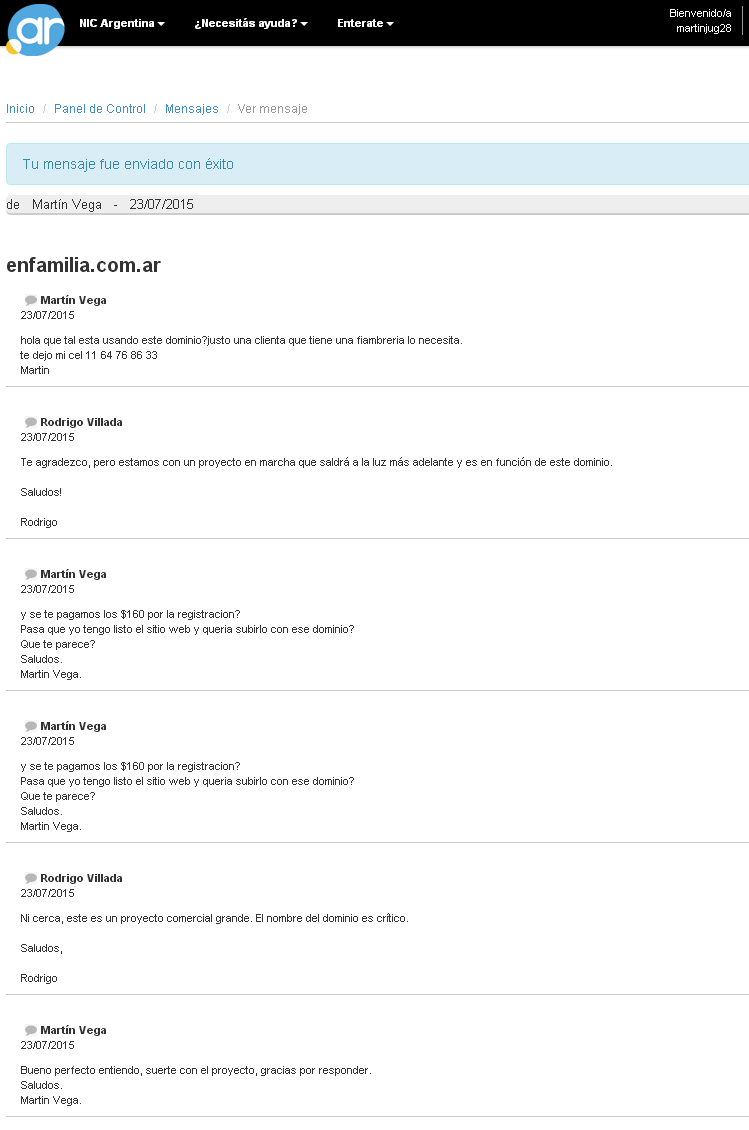 .ar
NIC Argentina
¿Necesitás ayuda?
Enterate
Bienvenido/a
martinjug28
Inicio / Panel de Control / Mensajes / Ver mensaje
Tu mensaje fue enviado con éxito
de Martín Vega - 23/07/2015
enfamilia.com.ar
Martín Vega
23/07/2015
hola que tal esta usando este dominio?justo una clienta que tiene una fiambreria lo necesita.
te dejo mi cel 11 64 76 86 33
Martin
Rodrigo Villada
23/07/2015
Te agradezco, pero estamos con un proyecto en marcha que saldrá a la luz más adelante y es en función de este dominio.
Saludos!
Rodrigo
Martín Vega
23/07/2015
y se te pagamos los $160 por la registracion?
Pasa que yo tengo listo el sitio web y queria subirlo con ese dominio?
Que te parece?
Saludos.
Martin Vega.
Martín Vega
23/07/2015
y se te pagamos los $160 por la registracion?
Pasa que yo tengo listo el sitio web y queria subirlo con ese dominio?
Que te parece?
Saludos.
Martin Vega.
Rodrigo Villada
23/07/2015
Ni cerca, este es un proyecto comercial grande. El nombre del dominio es crítico.
Saludos,
Rodrigo
Martín Vega
23/07/2015
Bueno perfecto entiendo, suerte con el proyecto, gracias por responder.
Saludos.
Martin Vega.